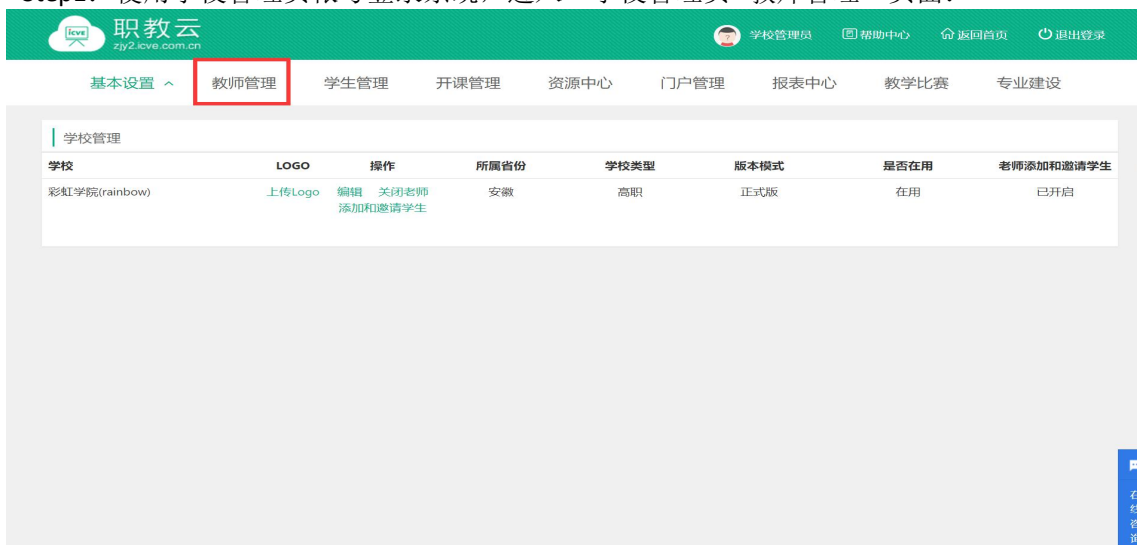 icve 职教云
zjy2.icve.com.cn
学校管理员 帮助中心 返回首页 退出登录
基本设置 教师管理 学生管理 开课管理 资源中心 门户管理 报表中心 教学比赛 专业建设
学校管理
学校 LOGO 操作 所属省份 学校类型 版本模式 是否在用 老师添加和邀请学生
彩虹学院(rainbow) 上传Logo 编辑 关闭老师 安徽 高职 正式版 在用 已开启
添加和邀请学生